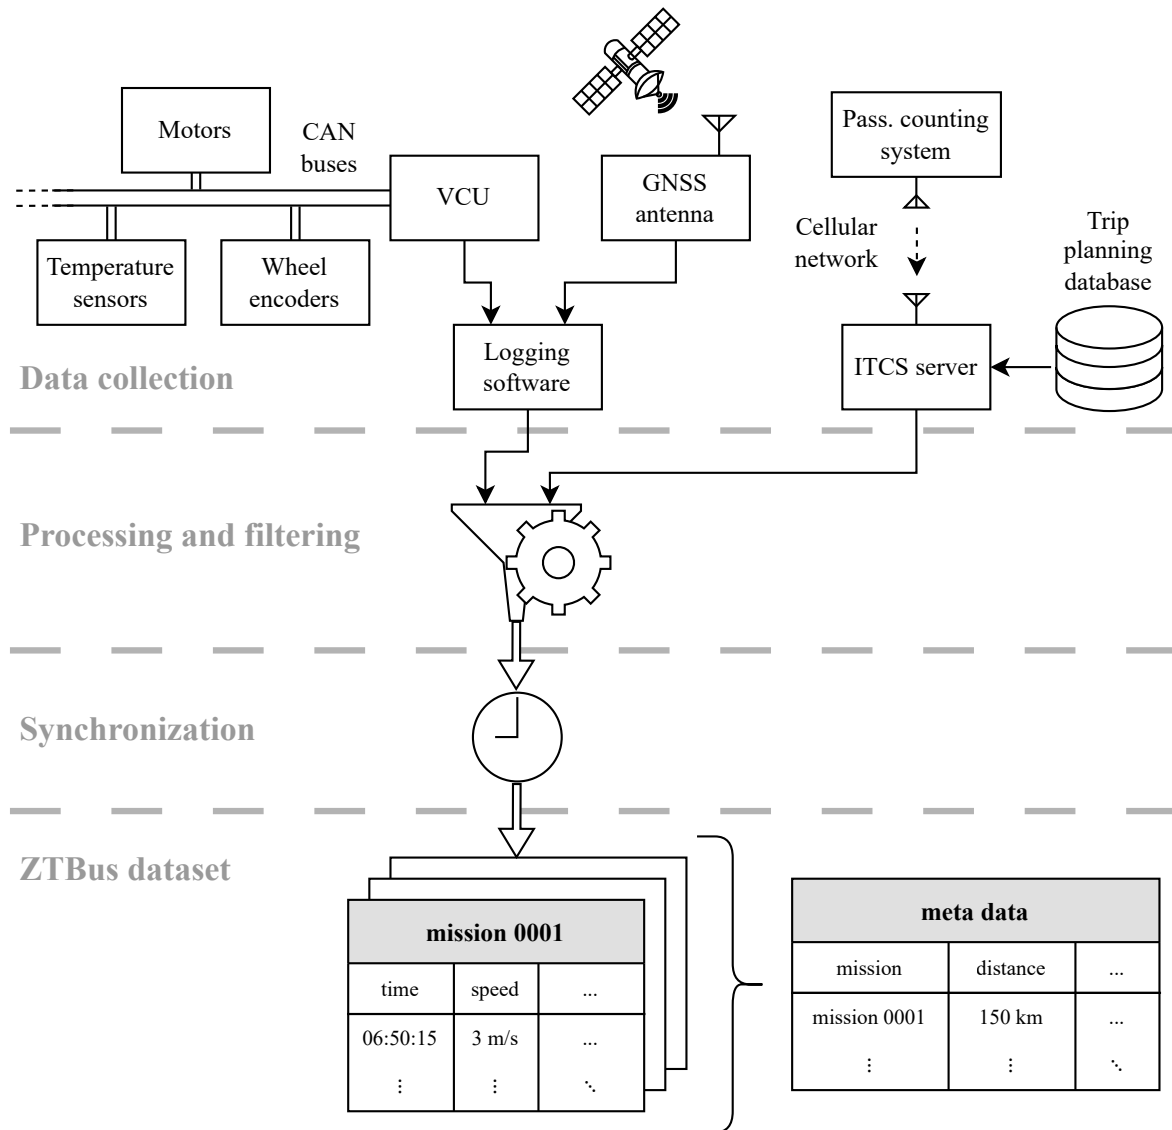 Motors
CAN
buses
VCU
GNSS
antenna
Pass. counting
system
Temperature
sensors
Wheel
encoders
Cellular
network
Trip
planning
database
Logging
software
ITCS server
Data collection
Processing and filtering
Synchronization
ZTBus dataset
mission 0001
time speed ...
06:50:15 3 m/s ...
⋮ ⋮ ⋱
meta data
mission distance ...
mission 0001 150 km ...
⋮ ⋮ ⋱